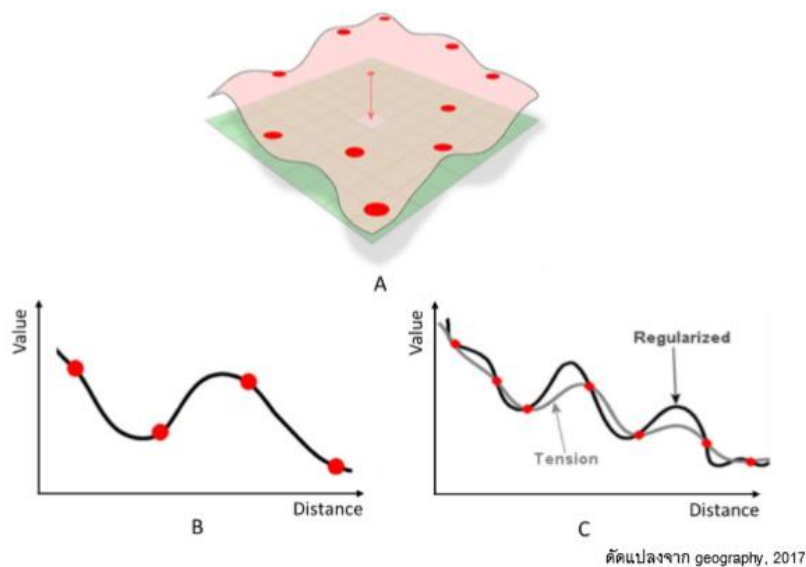 A
Value
Distance
B
Value
Regularized
Tension
Distance
C
ดัดแปลงจาก geography, 2017